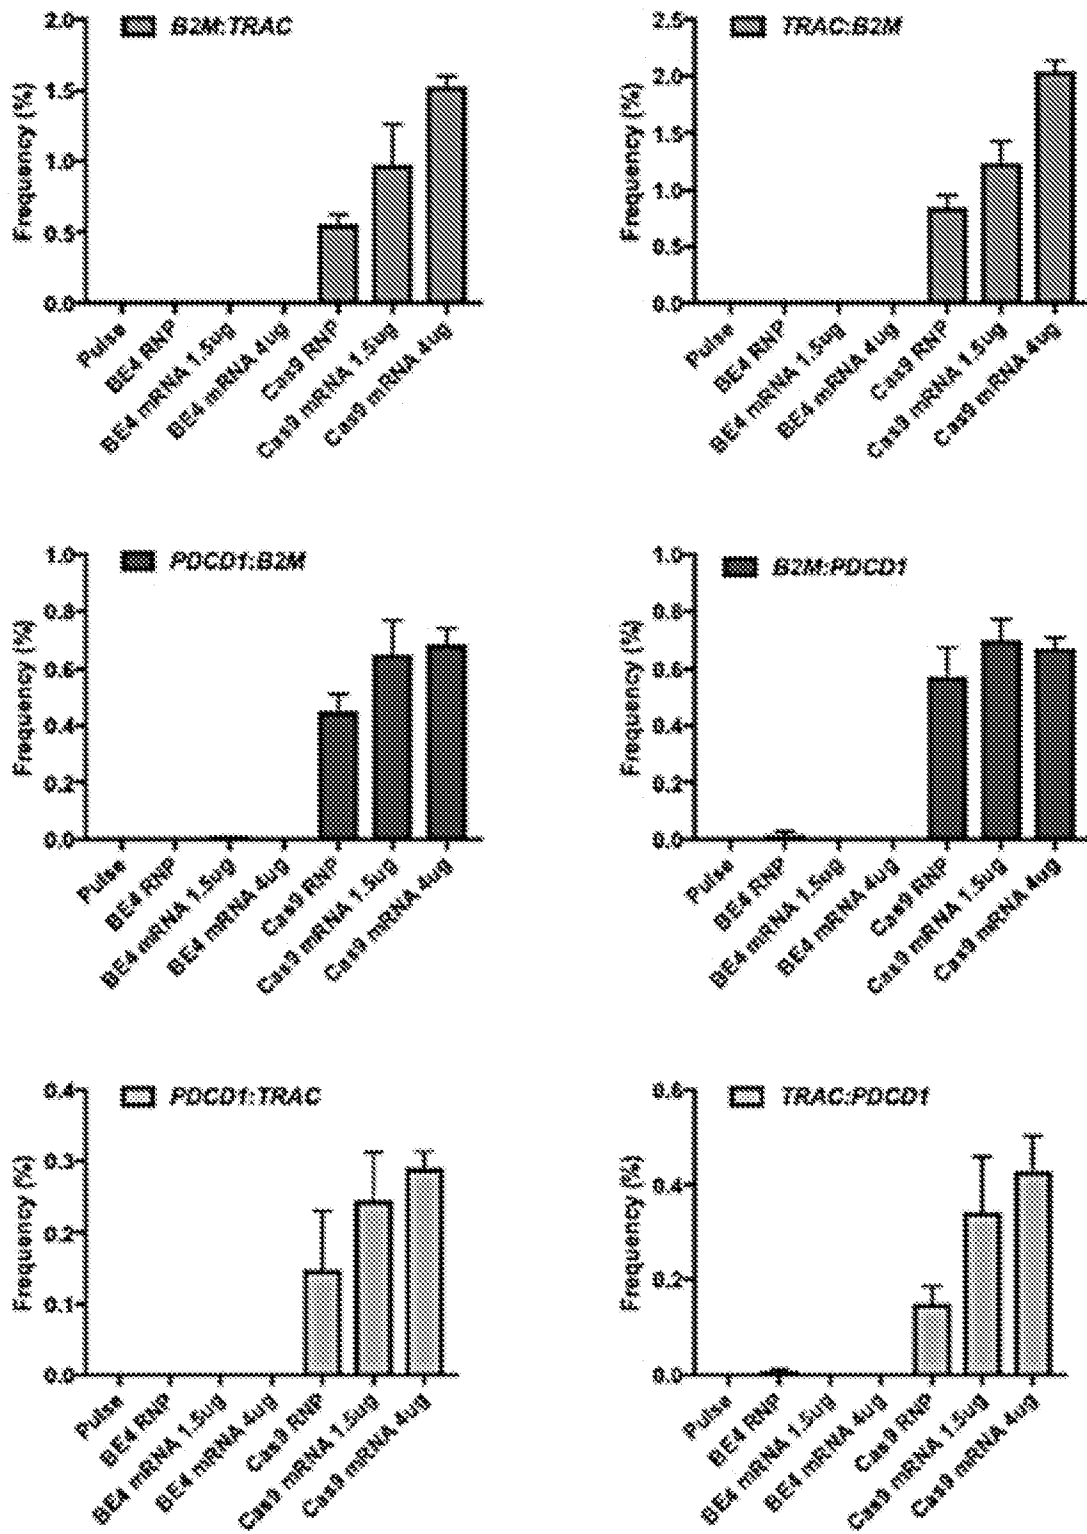 B2M:TRAC
Frequency (%)
2.0
1.5
1.0
0.5
0.0
Pulse
BE4 RNP
BE4 mRNA 1.5ug
BE4 mRNA 4ug
Cas9 RNP
Cas9 mRNA 1.5ug
Cas9 mRNA 4ug
TRAC:B2M
Frequency (%)
2.5
2.0
1.5
1.0
0.5
0.0
Pulse
BE4 RNP
BE4 mRNA 1.5ug
BE4 mRNA 4ug
Cas9 RNP
Cas9 mRNA 1.5ug
Cas9 mRNA 4ug
PDCD1:B2M
Frequency (%)
1.0
0.8
0.6
0.4
0.2
0.0
Pulse
BE4 RNP
BE4 mRNA 1.5ug
BE4 mRNA 4ug
Cas9 RNP
Cas9 mRNA 1.5ug
Cas9 mRNA 4ug
B2M:PDCD1
Frequency (%)
1.0
0.8
0.6
0.4
0.2
0.0
Pulse
BE4 RNP
BE4 mRNA 1.5ug
BE4 mRNA 4ug
Cas9 RNP
Cas9 mRNA 1.5ug
Cas9 mRNA 4ug
PDCD1:TRAC
Frequency (%)
0.4
0.3
0.2
0.1
0.0
Pulse
BE4 RNP
BE4 mRNA 1.5ug
BE4 mRNA 4ug
Cas9 RNP
Cas9 mRNA 1.5ug
Cas9 mRNA 4ug
TRAC:PDCD1
Frequency (%)
0.6
0.4
0.2
0.0
Pulse
BE4 RNP
BE4 mRNA 1.5ug
BE4 mRNA 4ug
Cas9 RNP
Cas9 mRNA 1.5ug
Cas9 mRNA 4ug